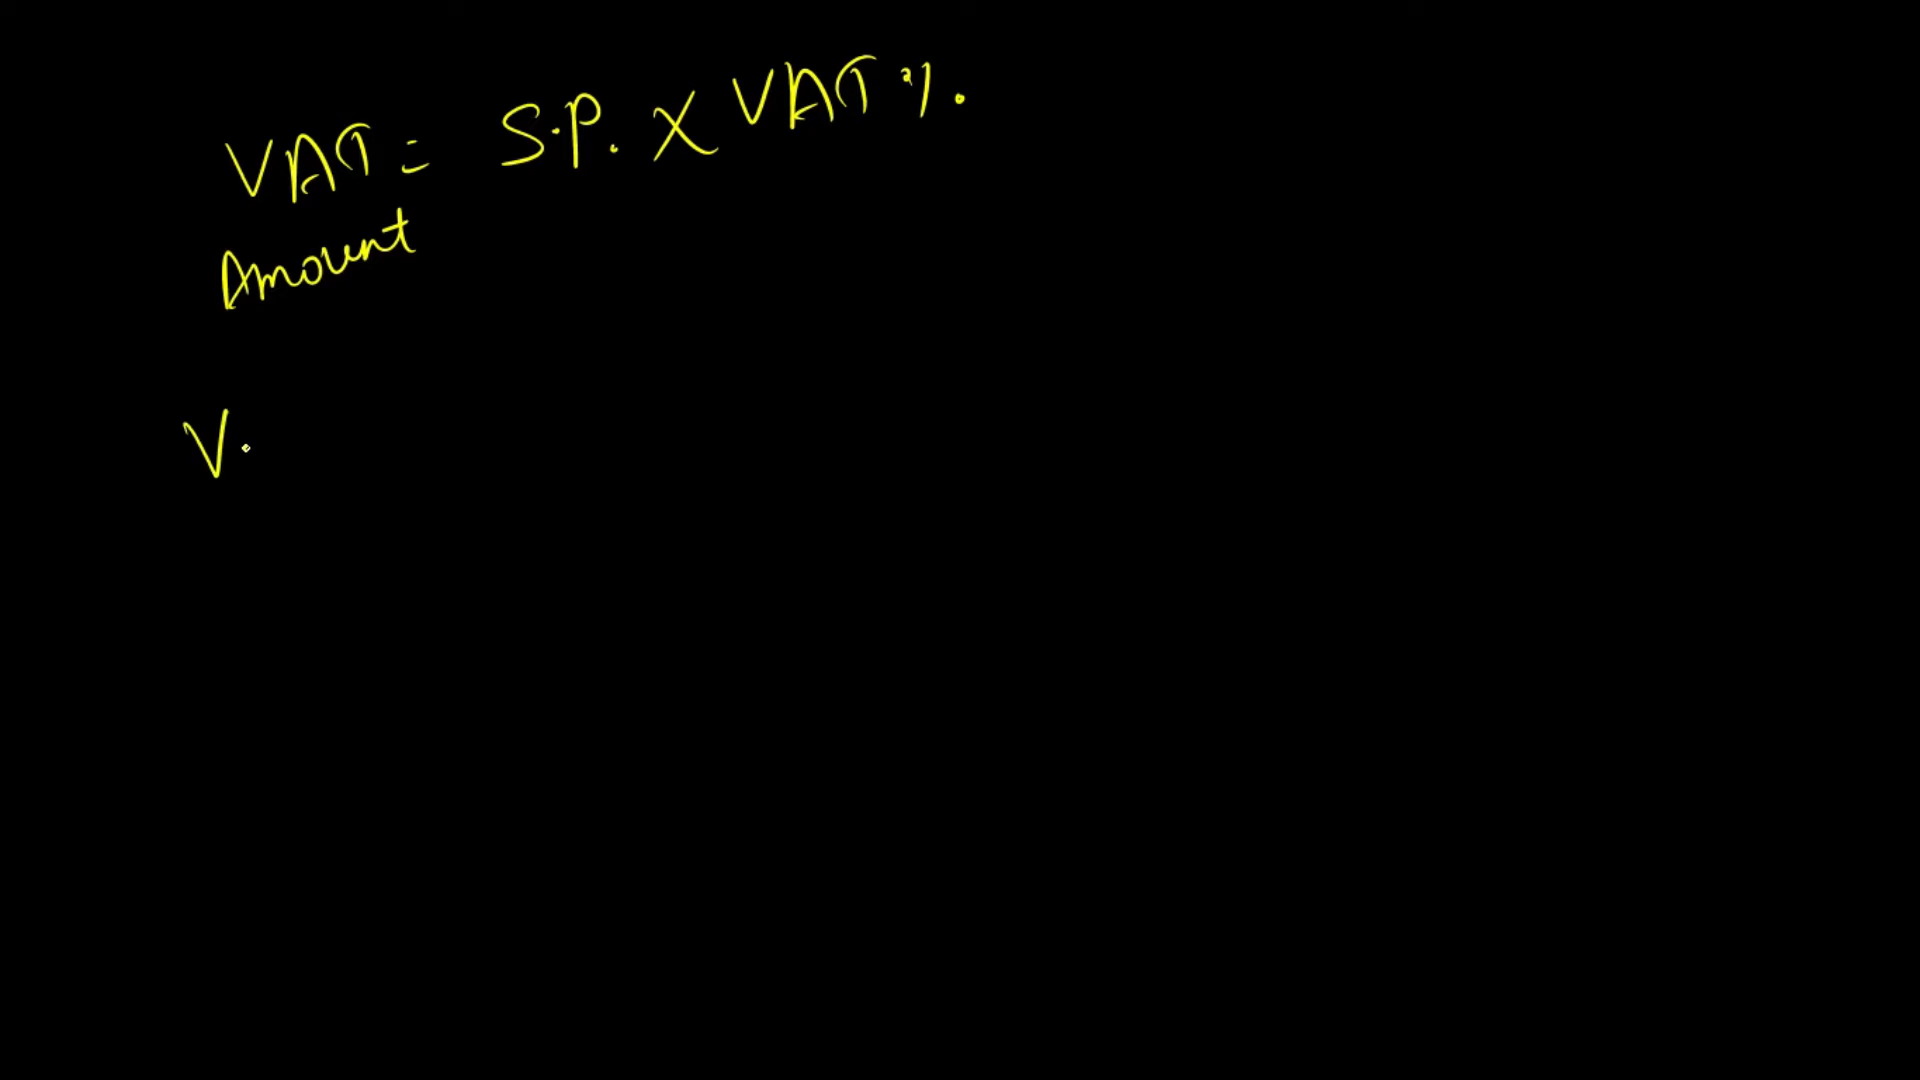 VAT = S.P. X VAT %.
Amount
V.